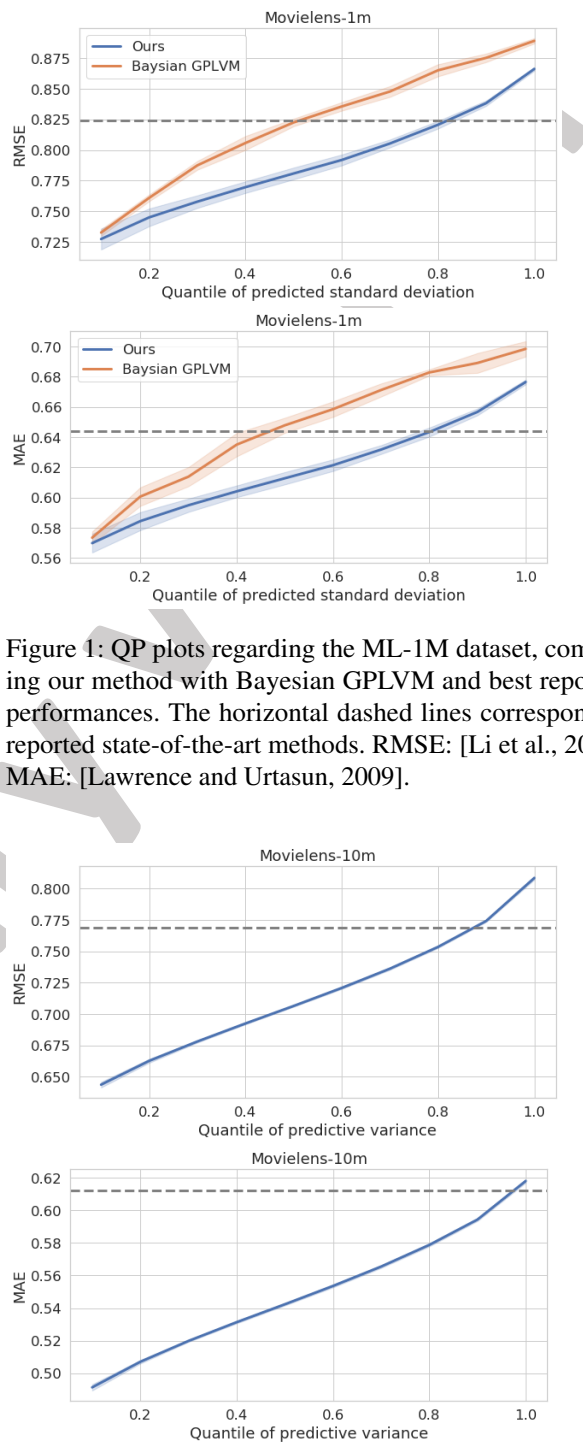 Movielens-1m
Ours
Baysian GPLVM
0.875
0.850
0.825
0.800
0.775
0.750
0.725
RMSE
0.2 0.4 0.6 0.8 1.0
Quantile of predicted standard deviation
Movielens-1m
Ours
Baysian GPLVM
0.70
0.68
0.66
0.64
0.62
0.60
0.58
0.56
MAE
0.2 0.4 0.6 0.8 1.0
Quantile of predicted standard deviation
Figure 1: QP plots regarding the ML-1M dataset, com
ing our method with Bayesian GPLVM and best repo
performances. The horizontal dashed lines correspon
reported state-of-the-art methods. RMSE: [Li et al., 20
MAE: [Lawrence and Urtasun, 2009].
Movielens-10m
0.800
0.775
0.750
0.725
0.700
0.675
0.650
RMSE
0.2 0.4 0.6 0.8 1.0
Quantile of predictive variance
Movielens-10m
0.62
0.60
0.58
0.56
0.54
0.52
0.50
MAE
0.2 0.4 0.6 0.8 1.0
Quantile of predictive variance